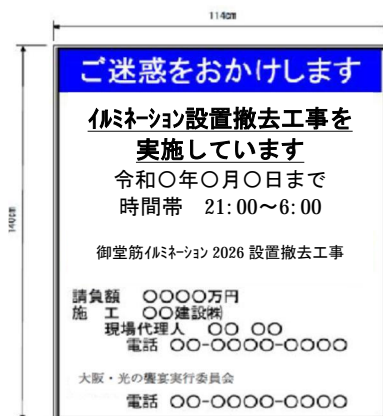 114cm
140cm
ご迷惑をおかけします
ｲﾙﾐﾈｰｼｮﾝ設置撤去工事を
実施しています
令和〇年〇月〇日まで
時間帯　21:00～6:00
御堂筋ｲﾙﾐﾈｰｼｮﾝ 2026 設置撤去工事
請負額　〇〇〇〇万円
施　工　〇〇建設㈱
現場代理人　〇〇 〇〇
電話 〇〇-〇〇〇〇-〇〇〇〇
大阪・光の饗宴実行委員会
電話 〇〇-〇〇〇〇-〇〇〇〇